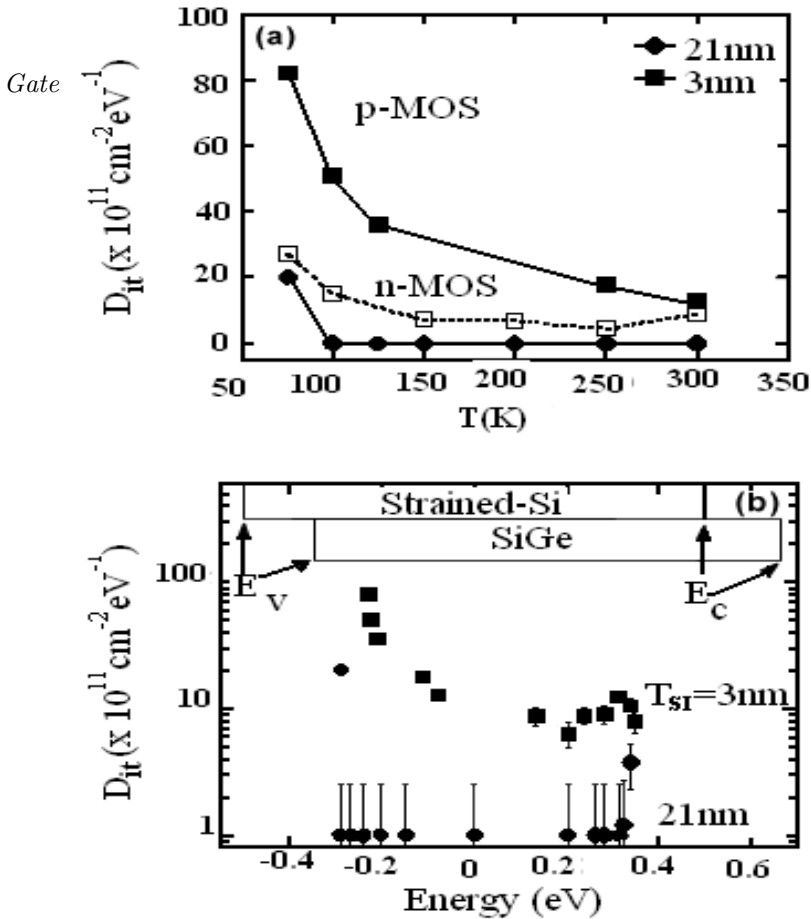 Gate
(a)
21nm
3nm
p-MOS
n-MOS
D_it (x 10^11 cm^-2 eV^-1)
100
80
60
40
20
0
50
100
150
200
250
300
350
T(K)
(b)
Strained-Si
SiGe
E_v
E_c
T_SI=3nm
21nm
D_it (x 10^11 cm^-2 eV^-1)
100
10
1
-0.4
-0.2
0
0.2
0.4
0.6
Energy (eV)